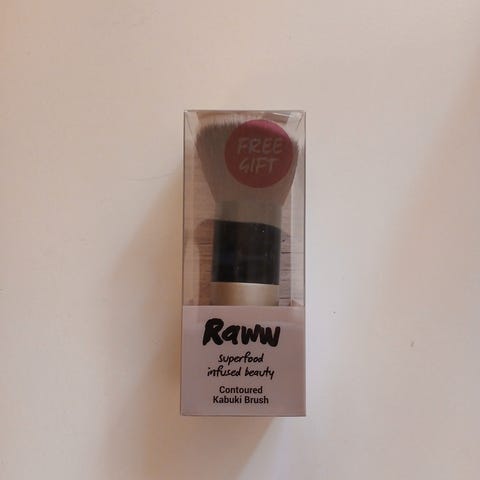 FREE
GIFT
Raww
superfood
infused beauty
Contoured
Kabuki Brush